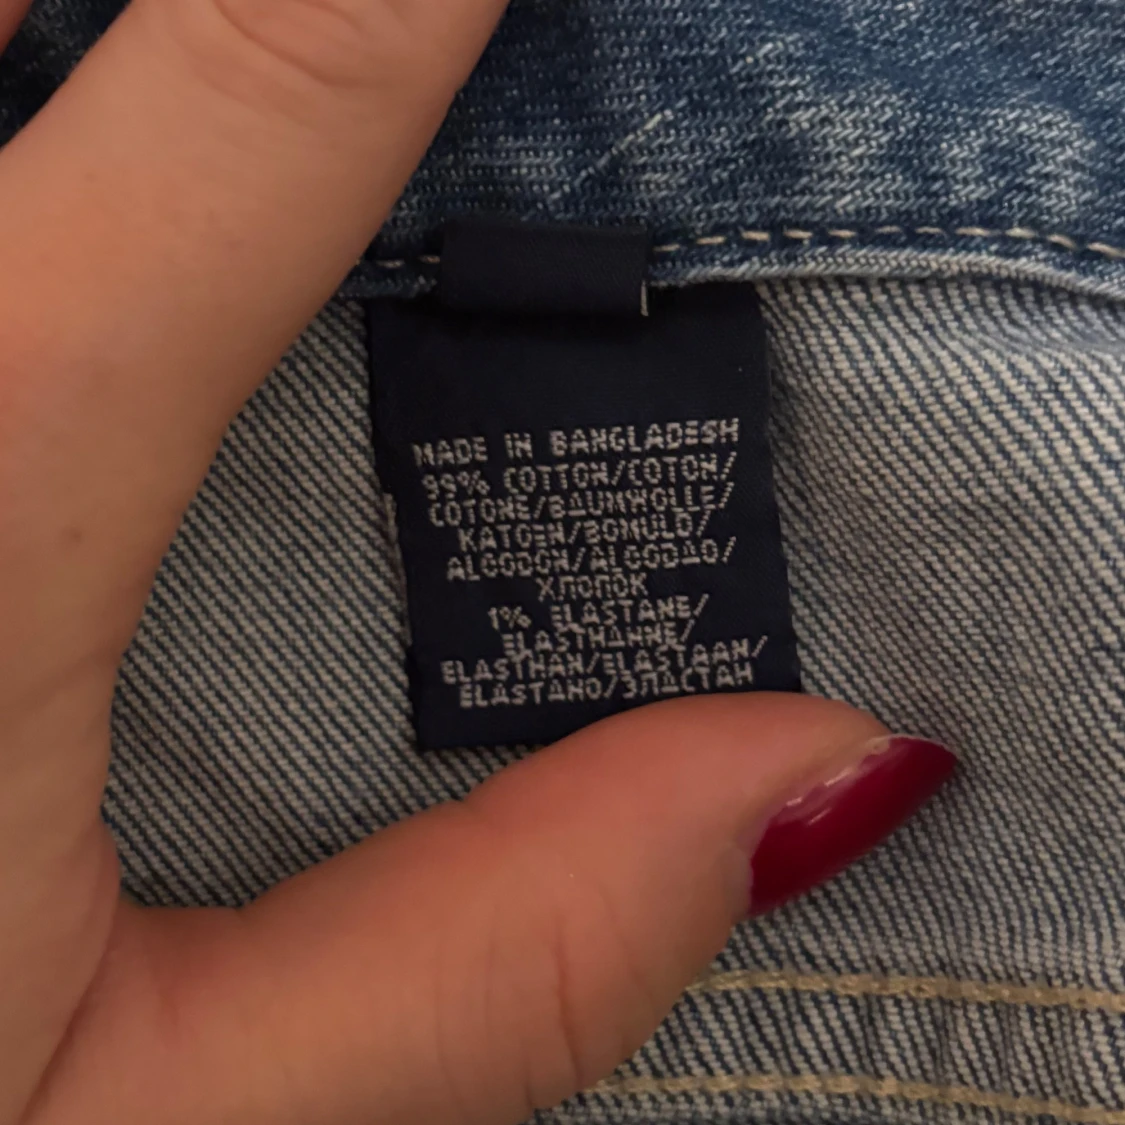 MADE IN BANGLADESH
99% COTTON/COTON/
COTONE/BAUMWOLLE/
KATOEN/BOMULD/
ALGODON/ALGODAO/
ХЛОПОК
1% ELASTANE/
ELASTHANNE/
ELASTHAN/ELASTAAN/
ELASTANO/ЭЛАСТАН